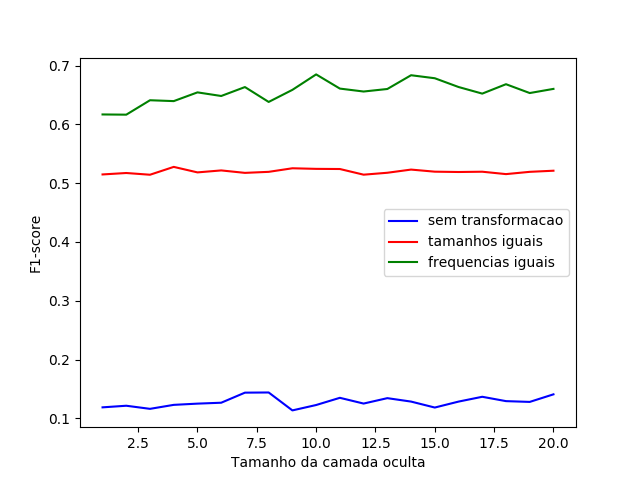 0.7
0.6
0.5
0.4
0.3
0.2
0.1
F1-score
sem transformacao
tamanhos iguais
frequencias iguais
2.5 5.0 7.5 10.0 12.5 15.0 17.5 20.0
Tamanho da camada oculta